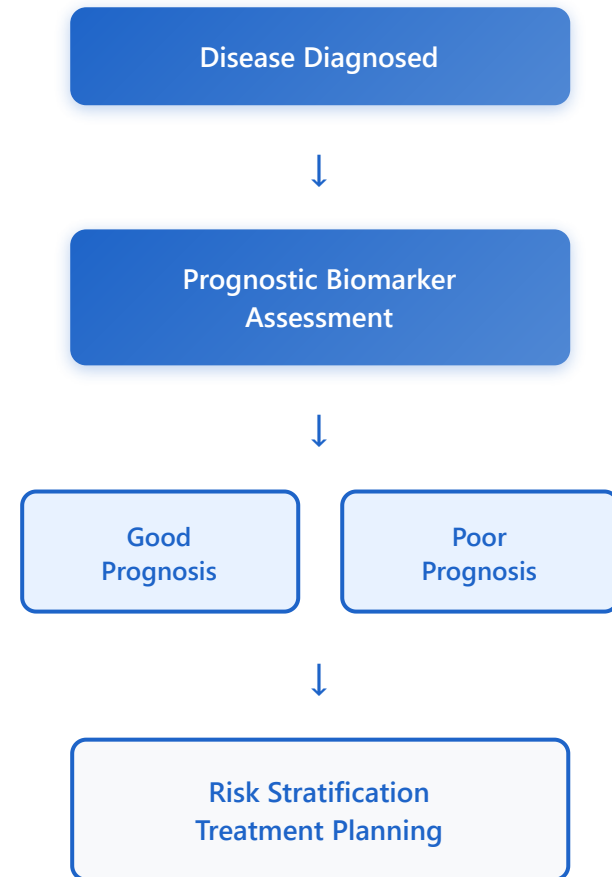 Disease Diagnosed
↓
Prognostic Biomarker
Assessment
↓
Good
Prognosis
Poor
Prognosis
↓
Risk Stratification
Treatment Planning